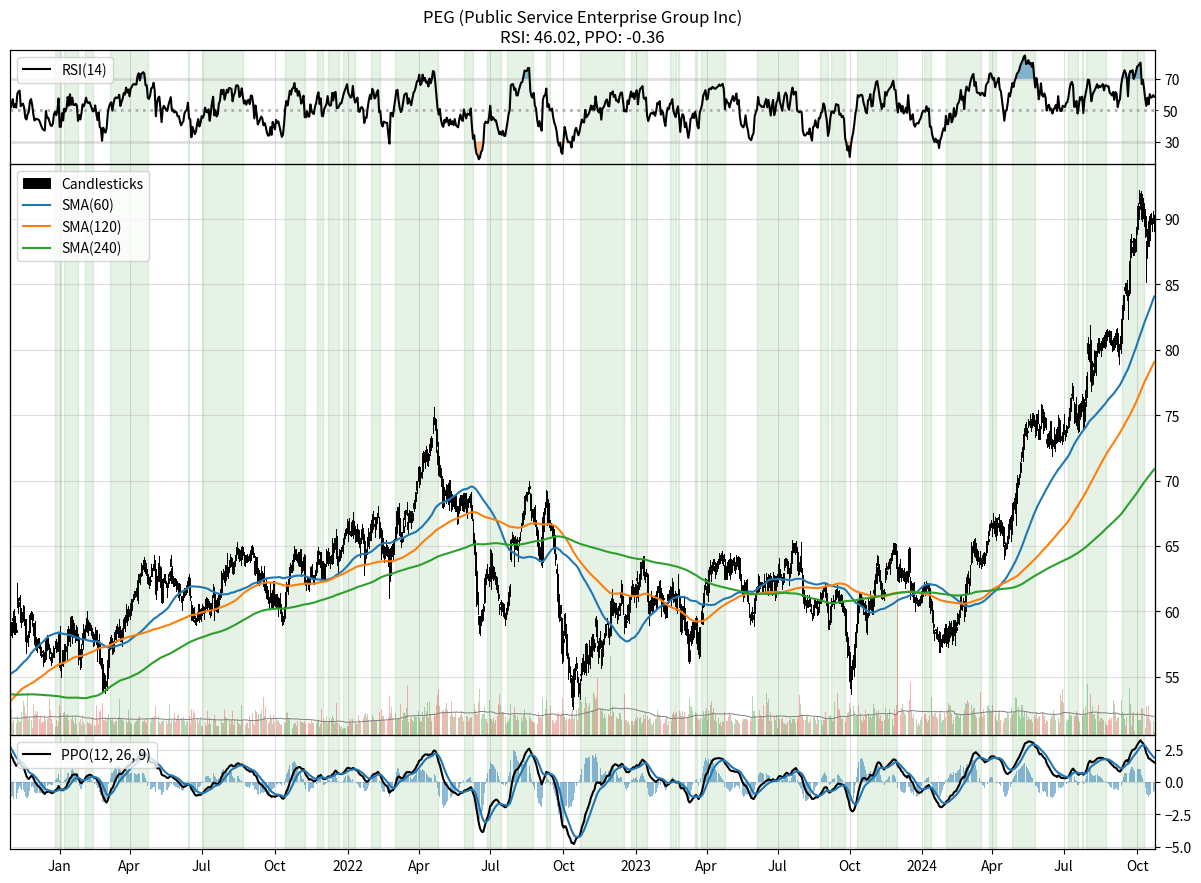 PEG (Public Service Enterprise Group Inc)
RSI: 46.02, PPO: -0.36
RSI(14)
70
50
30
Candlesticks
SMA(60)
SMA(120)
SMA(240)
90
85
80
75
70
65
60
55
PPO(12, 26, 9)
2.5
0.0
−2.5
−5.0
Jan Apr Jul Oct 2022 Apr Jul Oct 2023 Apr Jul Oct 2024 Apr Jul Oct